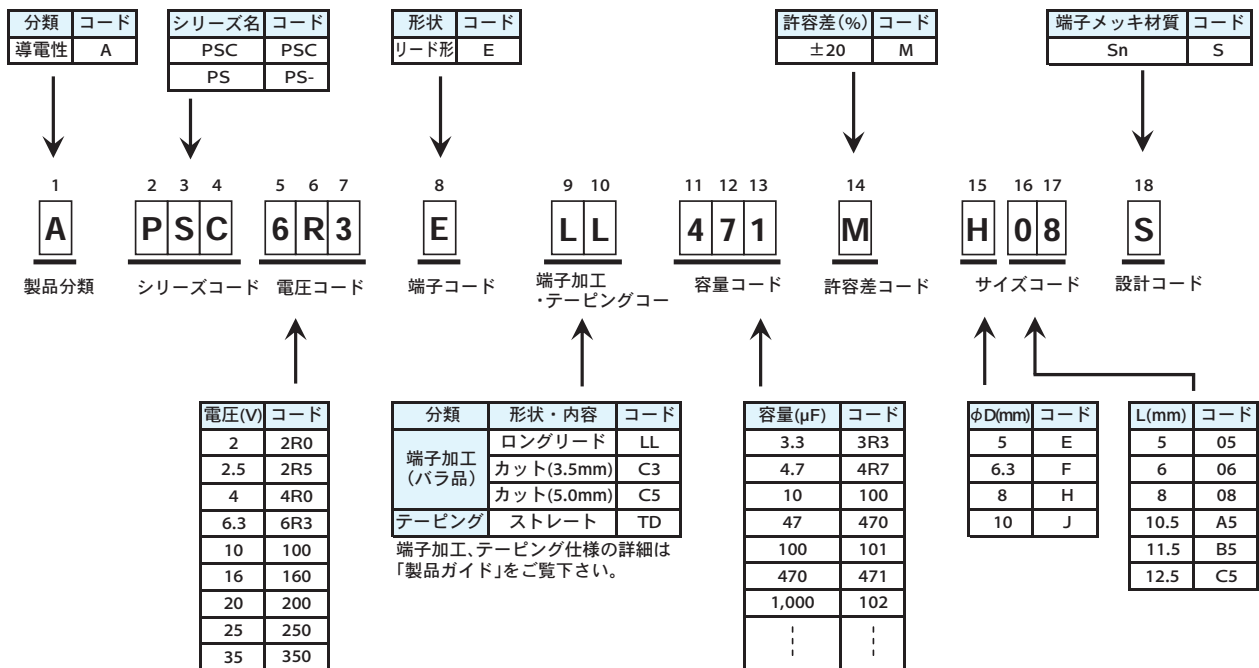 分類 コード
導電性 A
シリーズ名 コード
PSC PSC
PS PS-
形状 コード
リード形 E
許容差(%) コード
±20 M
端子メッキ材質 コード
Sn S
1 2 3 4 5 6 7 8 9 10 11 12 13 14 15 16 17 18
A P S C 6 R 3 E L L 4 7 1 M H 0 8 S
製品分類 シリーズコード 電圧コード 端子コード 端子加工 容量コード 許容差コード サイズコード 設計コード
・テーピングコー
電圧(V) コード
2 2R0
2.5 2R5
4 4R0
6.3 6R3
10 100
16 160
20 200
25 250
35 350
分類 形状・内容 コード
端子加工 ロングリード LL
(バラ品) カット(3.5mm) C3
カット(5.0mm) C5
テーピング ストレート TD
端子加工、テーピング仕様の詳細は
「製品ガイド」をご覧下さい。
容量(μF) コード
3.3 3R3
4.7 4R7
10 100
47 470
100 101
470 471
1,000 102
φD(mm) コード
5 E
6.3 F
8 H
10 J
L(mm) コード
5 05
6 06
8 08
10.5 A5
11.5 B5
12.5 C5